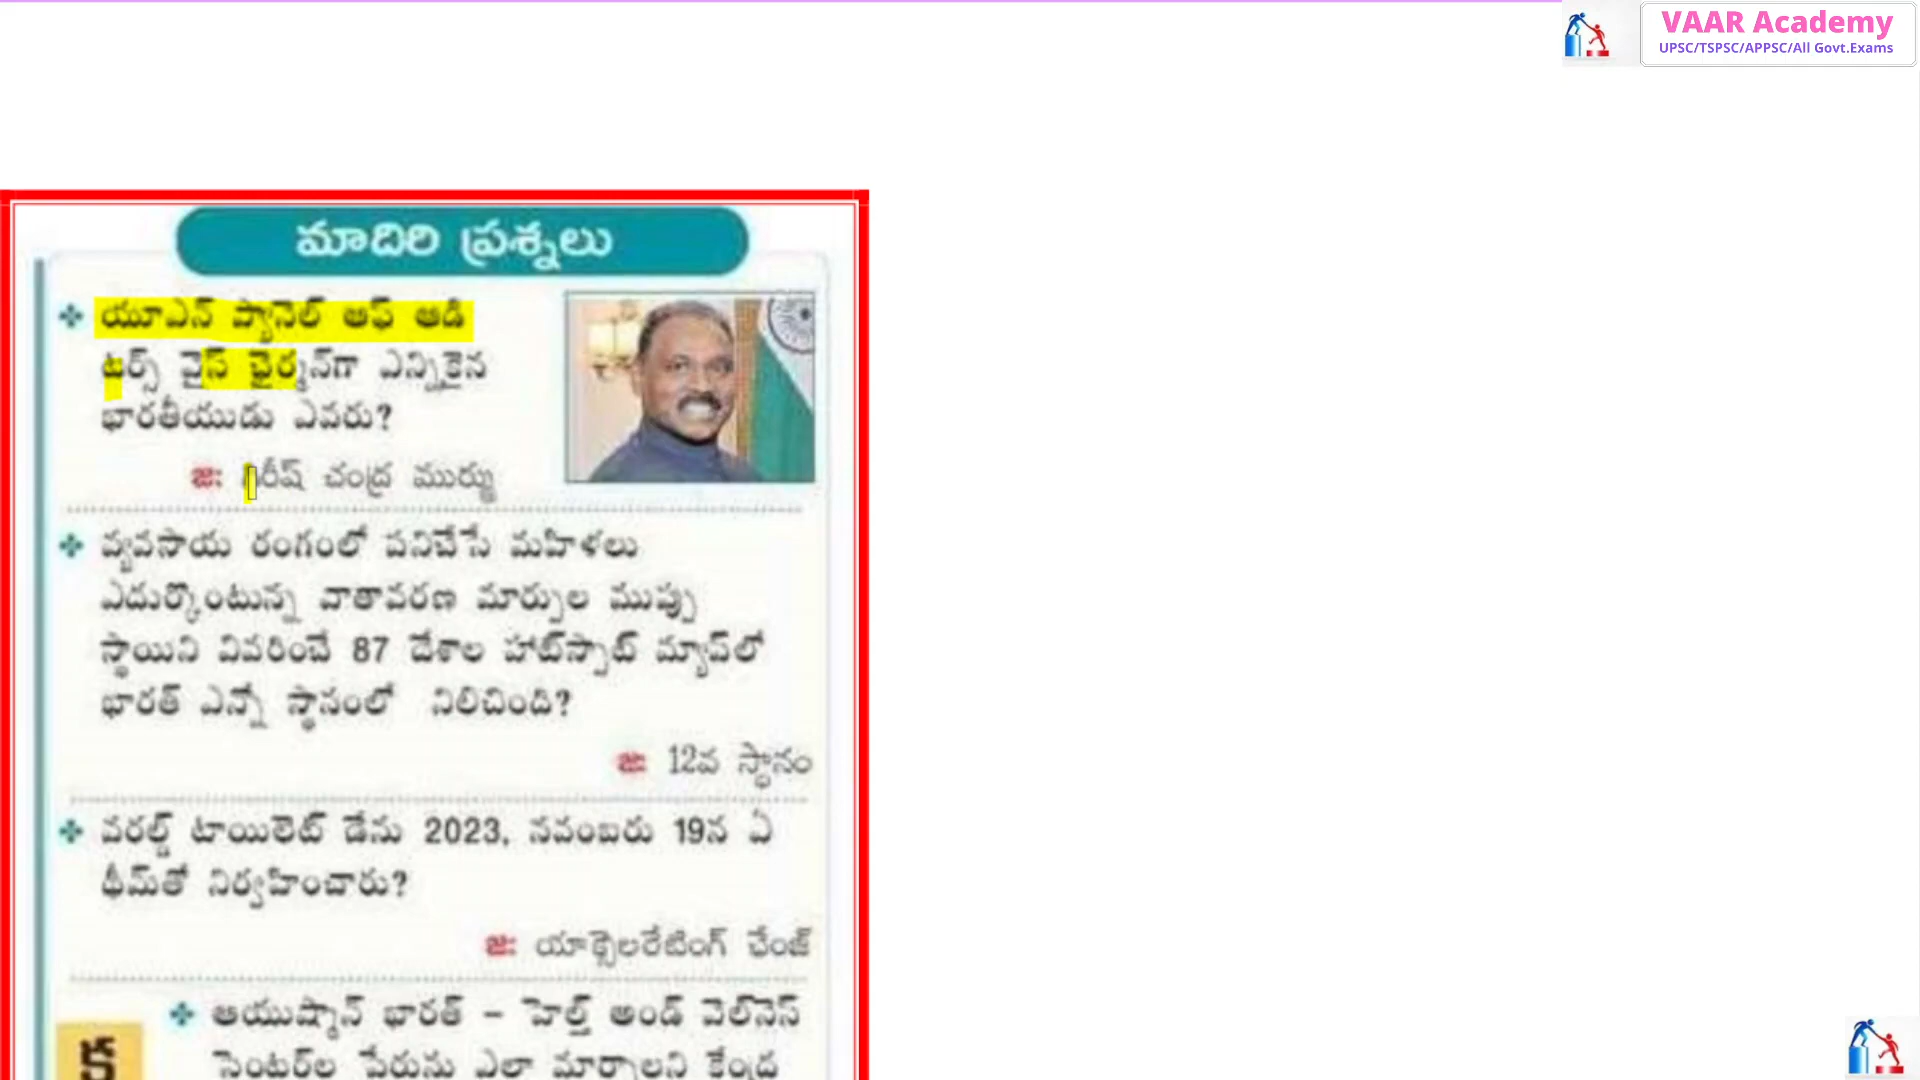 VAAR Academy
UPSC/TSPSC/APPSC/All Govt.Exams
మాదిరి ప్రశ్నలు
యూఎన్ ప్యానెల్ ఆఫ్ ఆడి
టర్స్ వైస్ ఛైర్మన్‌గా ఎన్నికైన
భారతీయుడు ఎవరు?
జ: గిరీష్ చంద్ర ముర్ము
వ్యవసాయ రంగంలో పనిచేసే మహిళలు
ఎదుర్కొంటున్న వాతావరణ మార్పుల ముప్పు
స్థాయిని వివరించే 87 దేశాల హాట్‌స్పాట్ మ్యాప్‌లో
భారత్ ఎన్నో స్థానంలో నిలిచింది?
జ: 12వ స్థానం
వరల్డ్ టాయిలెట్ డేను 2023, నవంబరు 19న ఏ
థీమ్‌తో నిర్వహించారు?
జ: యాక్సెలరేటింగ్ ఛేంజ్
ఆయుష్మాన్ భారత్ – హెల్త్ అండ్ వెల్‌నెస్
సెంటర్‌ల పేరును ఎలా మార్చాలని కేంద్ర
క